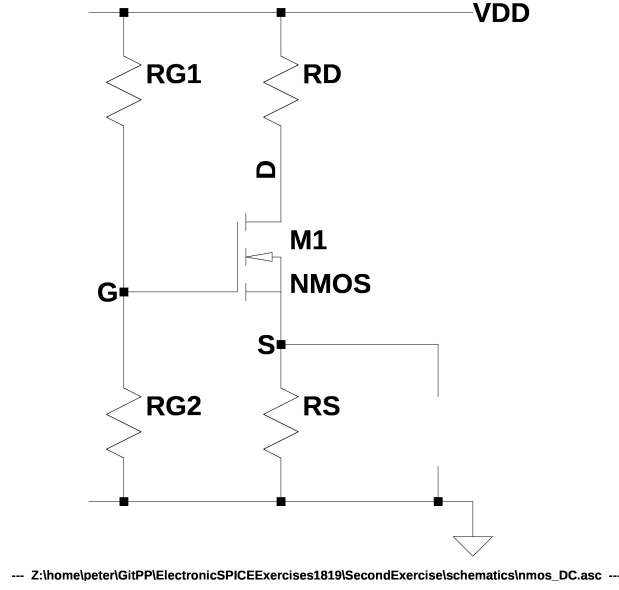 VDD
RG1
RD
D
M1
G
NMOS
S
RG2
RS
--- Z:\home\peter\GitPP\ElectronicSPICEExercises1819\SecondExercise\schematics\nmos_DC.asc ---